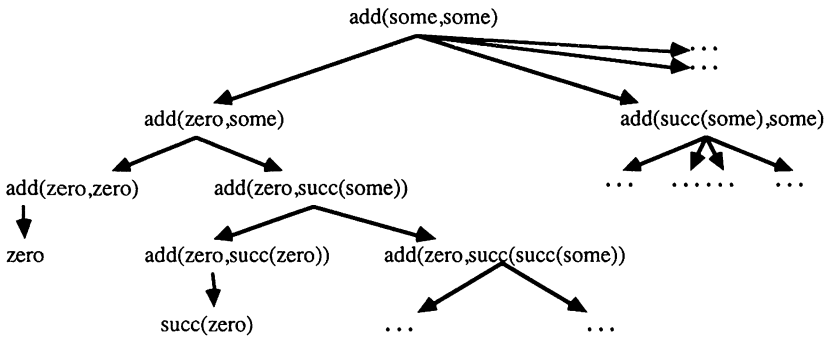 add(some,some)
...
...
add(zero,some) add(succ(some),some)
add(zero,zero) add(zero,succ(some)) ... ...... ...
zero add(zero,succ(zero)) add(zero,succ(succ(some))
succ(zero) ... ...